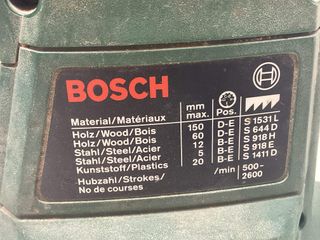 BOSCH
Material/Matériaux mm max. Pos.
Holz/Wood/Bois 150 D-E S 1531 L
Holz/Wood/Bois 60 D-E S 644 D
Stahl/Steel/Acier 12 B-E S 918 H
Stahl/Steel/Acier 5 B-E S 918 E
Kunststoff/Plastics 20 B-E S 1411 D
Hubzahl/Strokes/ /min 500-
No de courses 2600